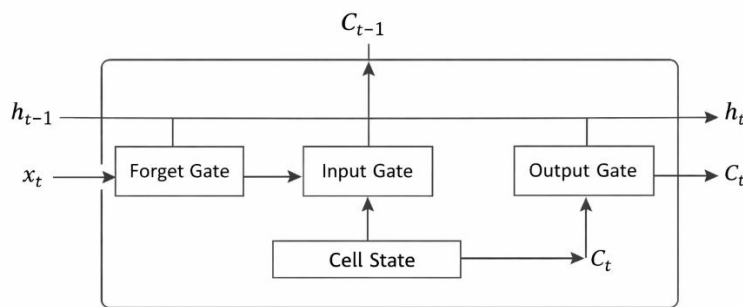 C_{t-1}
h_{t-1}
h_t
x_t
Forget Gate
Input Gate
Output Gate
C_t
Cell State
C_t